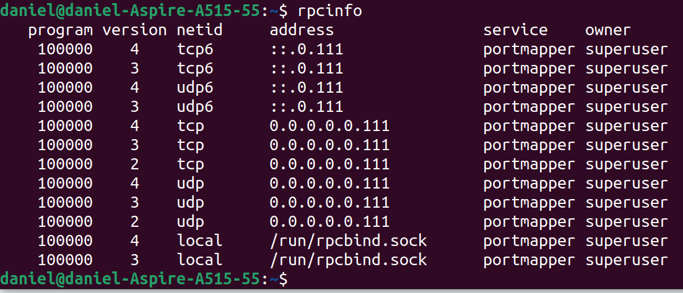 daniel@daniel-Aspire-A515-55:~$ rpcinfo
program version netid address service owner
100000 4 tcp6 ::.0.111 portmapper superuser
100000 3 tcp6 ::.0.111 portmapper superuser
100000 4 udp6 ::.0.111 portmapper superuser
100000 3 udp6 ::.0.111 portmapper superuser
100000 4 tcp 0.0.0.0.0.111 portmapper superuser
100000 3 tcp 0.0.0.0.0.111 portmapper superuser
100000 2 tcp 0.0.0.0.0.111 portmapper superuser
100000 4 udp 0.0.0.0.0.111 portmapper superuser
100000 3 udp 0.0.0.0.0.111 portmapper superuser
100000 2 udp 0.0.0.0.0.111 portmapper superuser
100000 4 local /run/rpcbind.sock portmapper superuser
100000 3 local /run/rpcbind.sock portmapper superuser
daniel@daniel-Aspire-A515-55:~$